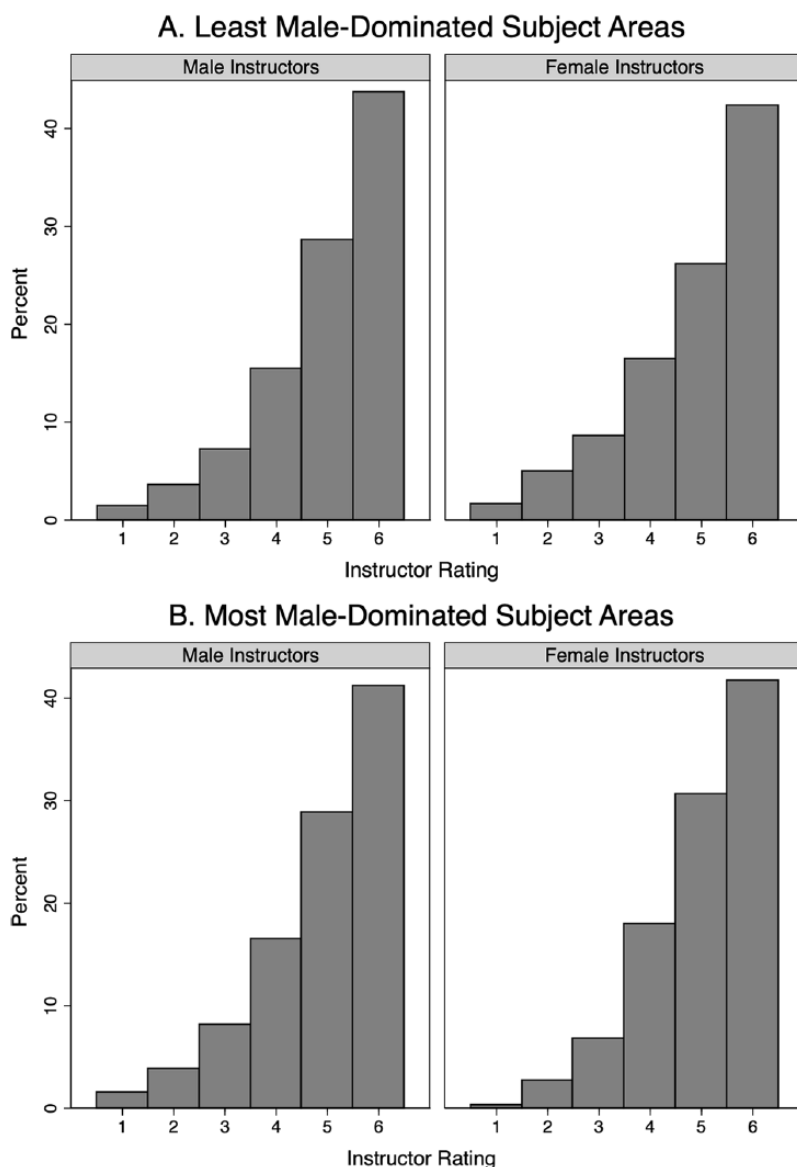 A. Least Male-Dominated Subject Areas
Male Instructors Female Instructors
Percent
40
30
20
10
0
1 2 3 4 5 6 1 2 3 4 5 6
Instructor Rating
B. Most Male-Dominated Subject Areas
Male Instructors Female Instructors
Percent
40
30
20
10
0
1 2 3 4 5 6 1 2 3 4 5 6
Instructor Rating